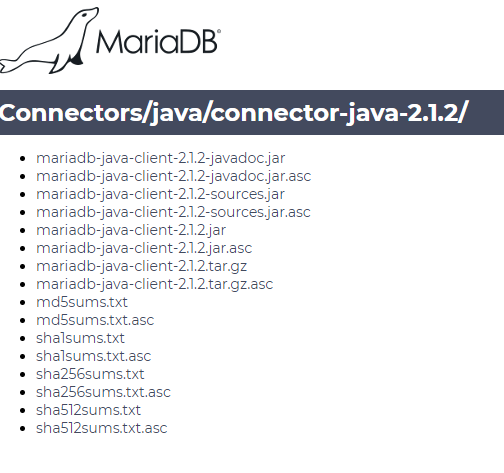 MariaDB®
Connectors/java/connector-java-2.1.2/
mariadb-java-client-2.1.2-javadoc.jar
mariadb-java-client-2.1.2-javadoc.jar.asc
mariadb-java-client-2.1.2-sources.jar
mariadb-java-client-2.1.2-sources.jar.asc
mariadb-java-client-2.1.2.jar
mariadb-java-client-2.1.2.jar.asc
mariadb-java-client-2.1.2.tar.gz
mariadb-java-client-2.1.2.tar.gz.asc
md5sums.txt
md5sums.txt.asc
sha1sums.txt
sha1sums.txt.asc
sha256sums.txt
sha256sums.txt.asc
sha512sums.txt
sha512sums.txt.asc